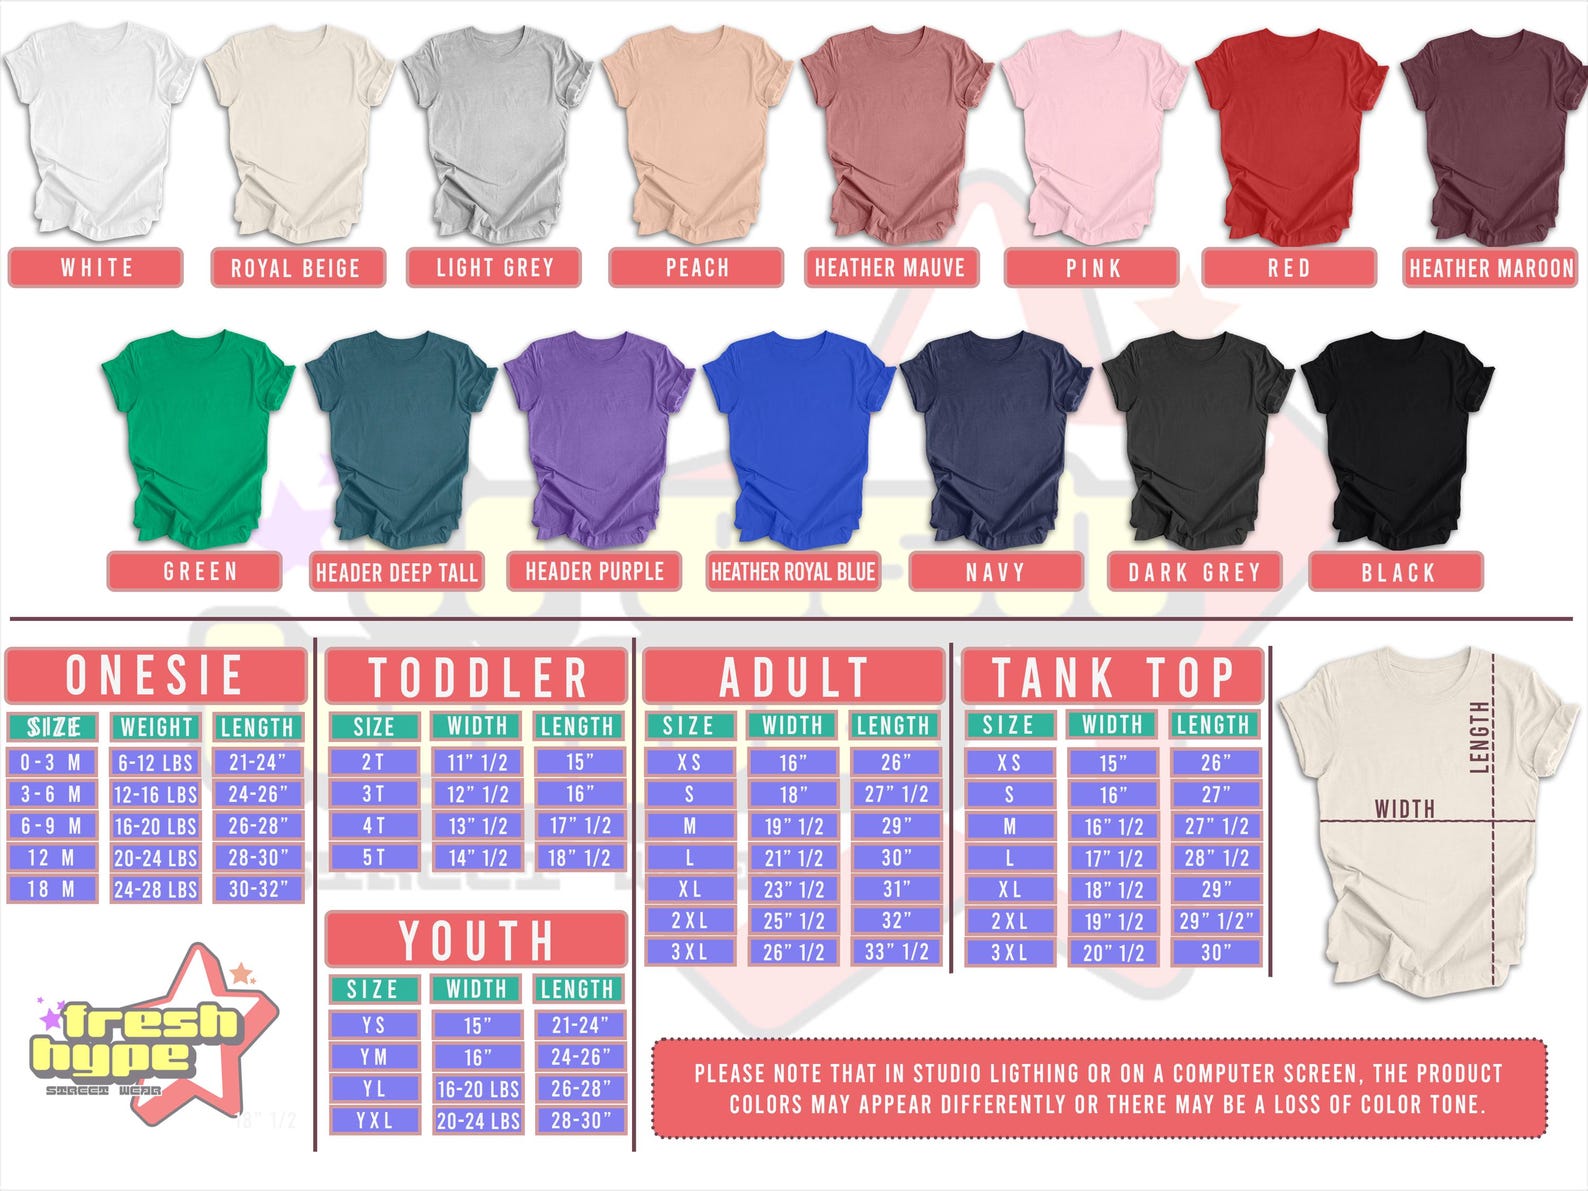 WHITE
ROYAL BEIGE
LIGHT GREY
PEACH
HEATHER MAUVE
PINK
RED
HEATHER MAROON
GREEN
HEADER DEEP TALL
HEADER PURPLE
HEATHER ROYAL BLUE
NAVY
DARK GREY
BLACK
ONESIE
SIZE WEIGHT LENGTH
0-3 M 6-12 LBS 21-24”
3-6 M 12-16 LBS 24-26”
6-9 M 16-20 LBS 26-28”
12 M 20-24 LBS 28-30”
18 M 24-28 LBS 30-32”
TODDLER
SIZE WIDTH LENGTH
2T 11” 1/2 15”
3T 12” 1/2 16”
4T 13” 1/2 17” 1/2
5T 14” 1/2 18” 1/2
YOUTH
SIZE WIDTH LENGTH
YS 15” 21-24”
YM 16” 24-26”
YL 16-20 LBS 26-28”
YXL 20-24 LBS 28-30”
ADULT
SIZE WIDTH LENGTH
XS 16” 26”
S 18” 27” 1/2
M 19” 1/2 29”
L 21” 1/2 30”
XL 23” 1/2 31”
2XL 25” 1/2 32”
3XL 26” 1/2 33” 1/2
TANK TOP
SIZE WIDTH LENGTH
XS 15” 26”
S 16” 27”
M 16” 1/2 27” 1/2
L 17” 1/2 28” 1/2
XL 18” 1/2 29”
2XL 19” 1/2 29” 1/2”
3XL 20” 1/2 30”
LENGTH
WIDTH
fresh
hype
STREET WEAR
18” 1/2
PLEASE NOTE THAT IN STUDIO LIGTHING OR ON A COMPUTER SCREEN, THE PRODUCT
COLORS MAY APPEAR DIFFERENTLY OR THERE MAY BE A LOSS OF COLOR TONE.